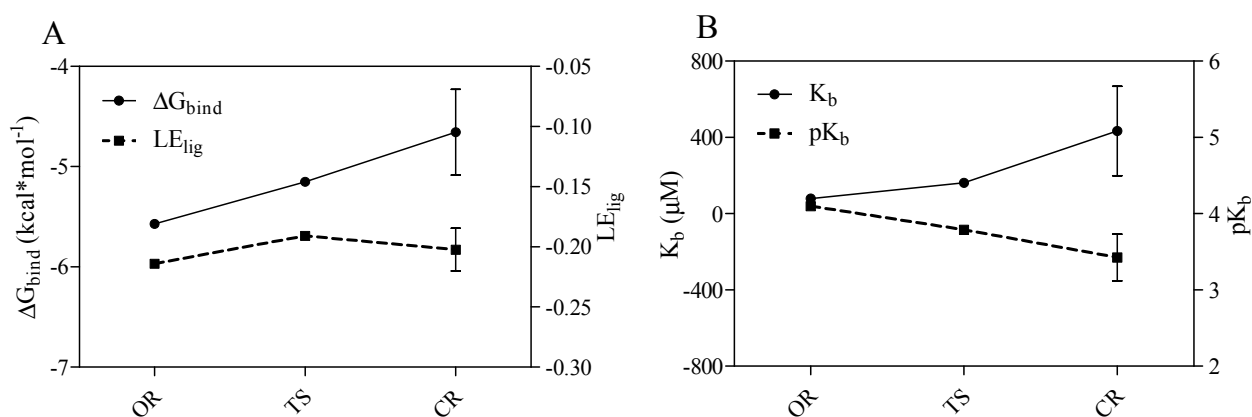 A
ΔGbind (kcal*mol-1)
-4
-5
-6
-7
ΔGbind
LElig
-0.05
-0.10
-0.15
-0.20
-0.25
-0.30
LElig
OR
TS
CR
B
Kb (μM)
800
400
0
-400
-800
Kb
pKb
6
5
4
3
2
pKb
OR
TS
CR